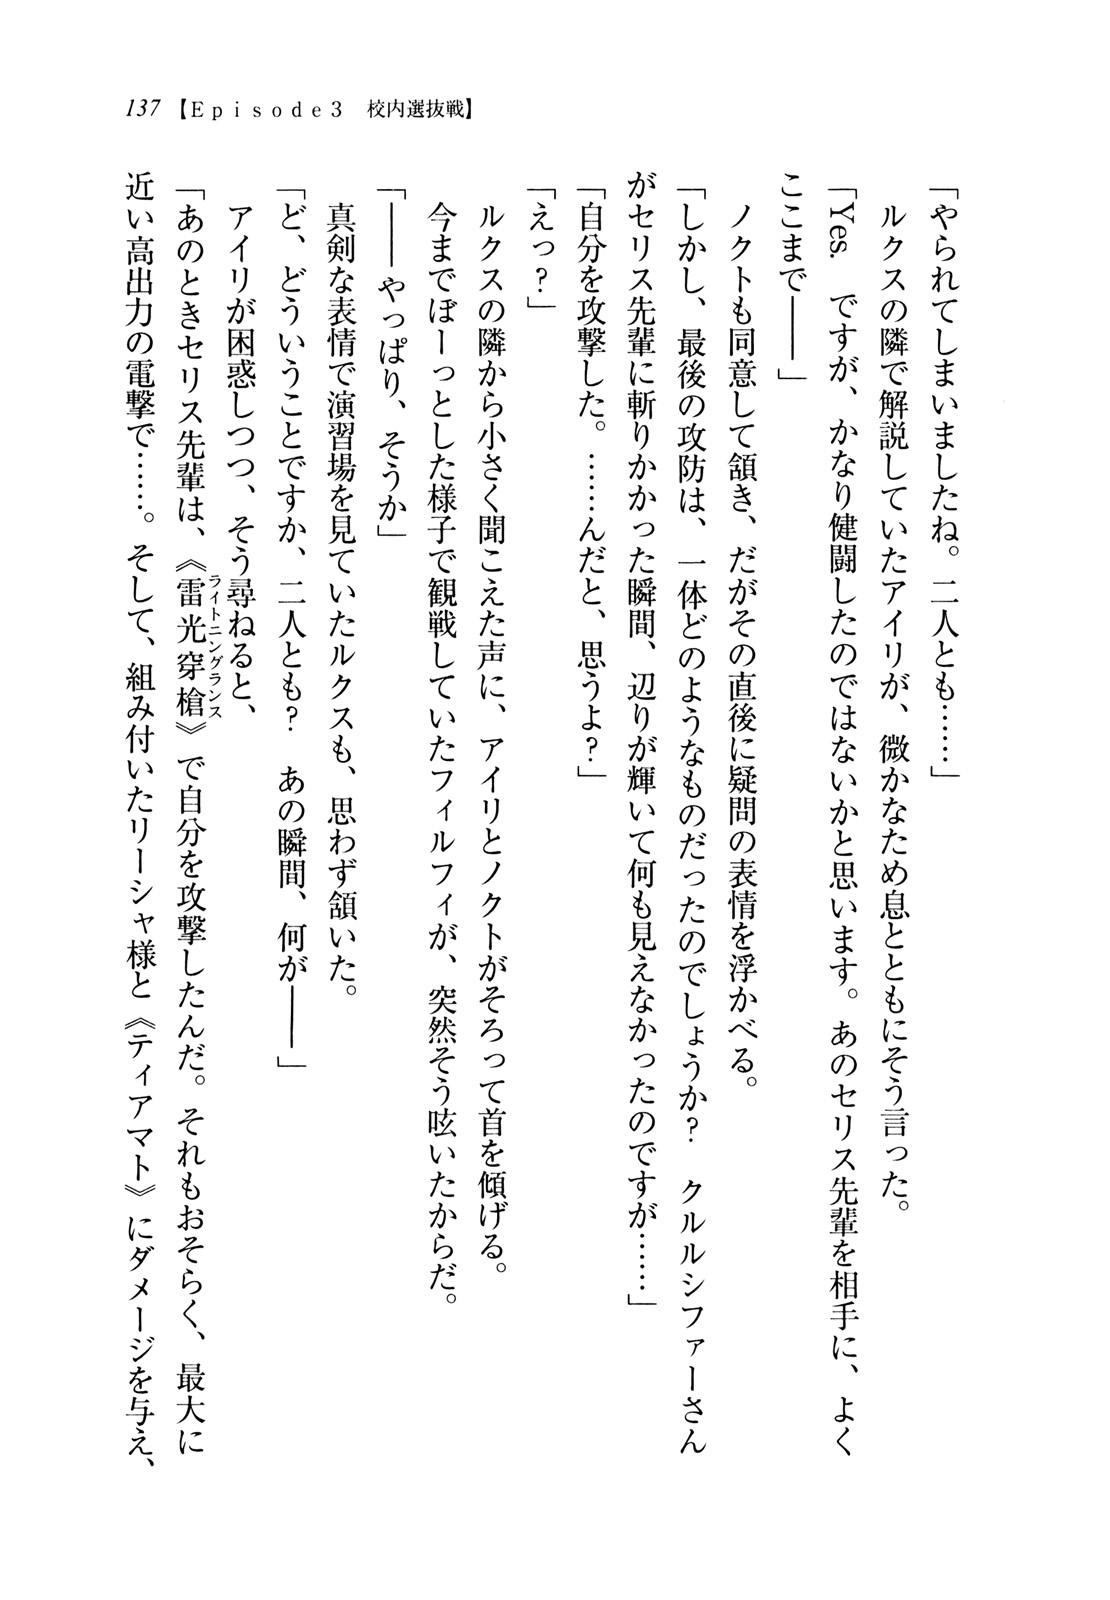 137 【Episode3　校内選抜戦】
「やられてしまいましたね。二人とも……」
　ルクスの隣で解説していたアイリが、微かなため息とともにそう言った。
「Yes.　ですが、かなり健闘したのではないかと思います。あのセリス先輩を相手に、よく
ここまで――」
　ノクトも同意して頷き、だがその直後に疑問の表情を浮かべる。
「しかし、最後の攻防は、一体どのようなものだったのでしょうか？　クルルシファーさん
がセリス先輩に斬りかかった瞬間、辺りが輝いて何も見えなかったのですが……」
「自分を攻撃した。……んだと、思うよ？」
「えっ？」
　ルクスの隣から小さく聞こえた声に、アイリとノクトがそろって首を傾げる。
　今までぼーっとした様子で観戦していたフィルフィが、突然そう呟いたからだ。
「――やっぱり、そうか」
　真剣な表情で演習場を見ていたルクスも、思わず頷いた。
「ど、どういうことですか、二人とも？　あの瞬間、何が――」
　アイリが困惑しつつ、そう尋ねると、
「あのときセリス先輩は、《雷光穿槍》で自分を攻撃したんだ。それもおそらく、最大に
ライトニングランス
近い高出力の電撃で……。そして、組み付いたリーシャ様と《ティアマト》にダメージを与え、